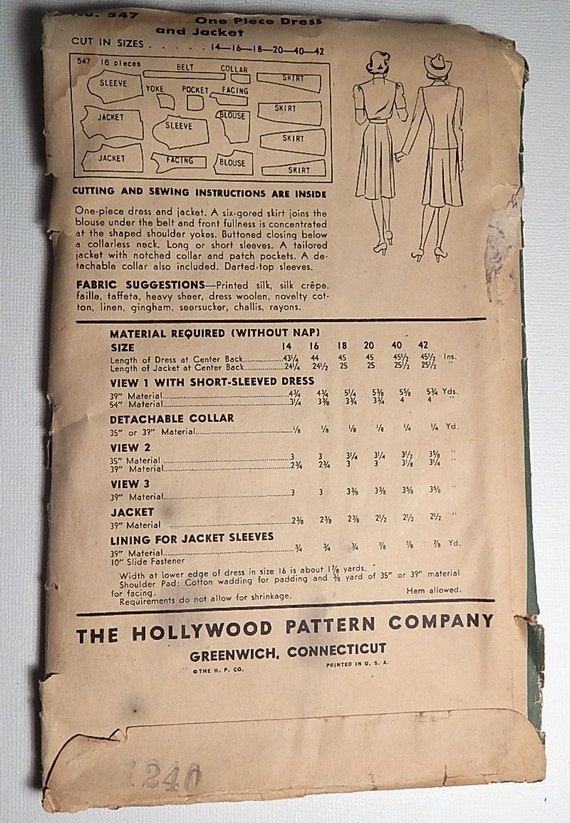 No. 547 One Piece Dress
and Jacket
CUT IN SIZES . . . . . 14—16—18—20—40—42
547 16 pieces
BELT
COLLAR
SKIRT
SLEEVE
YOKE
POCKET
FACING
BLOUSE
SKIRT
JACKET
SLEEVE
SKIRT
JACKET
FACING
BLOUSE
SKIRT
CUTTING AND SEWING INSTRUCTIONS ARE INSIDE
One-piece dress and jacket. A six-gored skirt joins the
blouse under the belt and front fullness is concentrated
at the shaped shoulder yokes. Buttoned closing below
a collarless neck. Long or short sleeves. A tailored
jacket with notched collar and patch pockets. A de-
tachable collar also included. Darted-top sleeves.
FABRIC SUGGESTIONS—Printed silk, silk crêpe,
faille, taffeta, heavy sheer, dress woolen, novelty cot-
ton, linen, gingham, seersucker, challis, rayons.
MATERIAL REQUIRED (WITHOUT NAP)
SIZE 14 16 18 20 40 42
Length of Dress at Center Back 43¼ 44 45 45 45½ 45½ Ins.
Length of Jacket at Center Back 24¼ 24½ 25 25 25½ 25½ "
VIEW 1 WITH SHORT-SLEEVED DRESS
39" Material 4¾ 4¾ 5¼ 5⅜ 5⅝ 5¾ Yds.
54" Material 3¼ 3⅜ 3¾ 3¾ 4 4 "
DETACHABLE COLLAR
35" or 39" Material ⅛ ⅛ ⅛ ⅛ ¼ ¼ Yd.
VIEW 2
35" Material 3 3 3¼ 3¼ 3½ 3⅝ "
39" Material 2¾ 2¾ 3 3 3⅛ 3¼ "
VIEW 3
39" Material 3 3 3⅜ 3⅜ 3⅝ 3⅝ "
JACKET
39" Material 2⅜ 2⅜ 2⅜ 2½ 2½ 2½ "
LINING FOR JACKET SLEEVES
39" Material ¾ ¾ ¾ ⅞ ⅞ ⅞ Yd.
10" Slide Fastener
Width at lower edge of dress in size 16 is about 1⅞ yards.
Shoulder Pad: Cotton wadding for padding and ⅜ yard of 35" or 39" material
for facing. Hem allowed.
Requirements do not allow for shrinkage.
THE HOLLYWOOD PATTERN COMPANY
GREENWICH, CONNECTICUT
©THE H. P. CO. PRINTED IN U. S. A.
1240